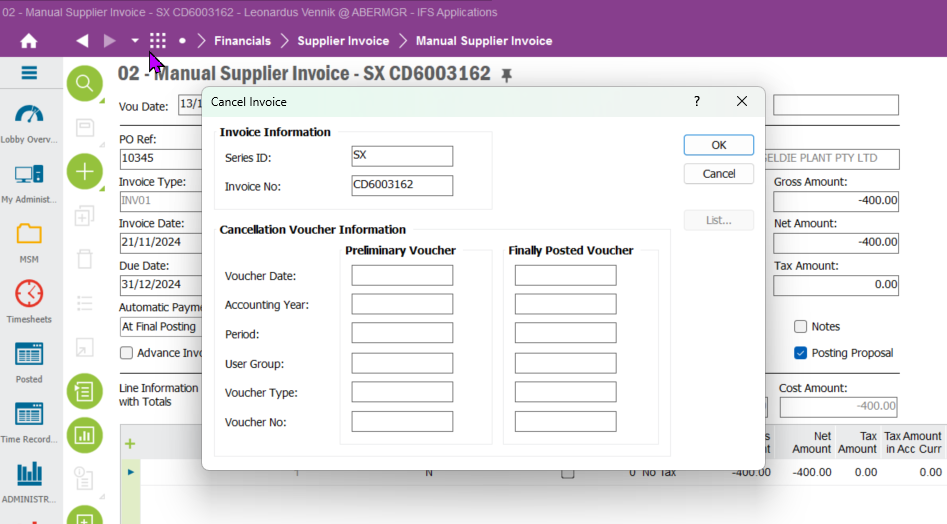 02 - Manual Supplier Invoice - SX CD6003162 - Leonardus Vennik @ ABERMGR - IFS Applications
Financials
Supplier Invoice
Manual Supplier Invoice
02 - Manual Supplier Invoice - SX CD6003162
Lobby Overv...
My Administ...
MSM
Timesheets
Posted
Time Record...
ADMINISTR...
Vou Date:
13/1
PO Ref:
10345
Invoice Type:
INV01
Invoice Date:
21/11/2024
Due Date:
31/12/2024
Automatic Payme
At Final Posting
Advance Invo
Line Information
with Totals
Cancel Invoice
?
Invoice Information
Series ID:
SX
Invoice No:
CD6003162
OK
Cancel
List...
Cancellation Voucher Information
Preliminary Voucher
Finally Posted Voucher
Voucher Date:
Accounting Year:
Period:
User Group:
Voucher Type:
Voucher No:
SELDIE PLANT PTY LTD
Gross Amount:
-400.00
Net Amount:
-400.00
Tax Amount:
0.00
Notes
Posting Proposal
Cost Amount:
-400.00
Net Amount
Tax Amount
Tax Amount in Acc Curr
1
N
0
No Tax
-400.00
-400.00
0.00
0.00